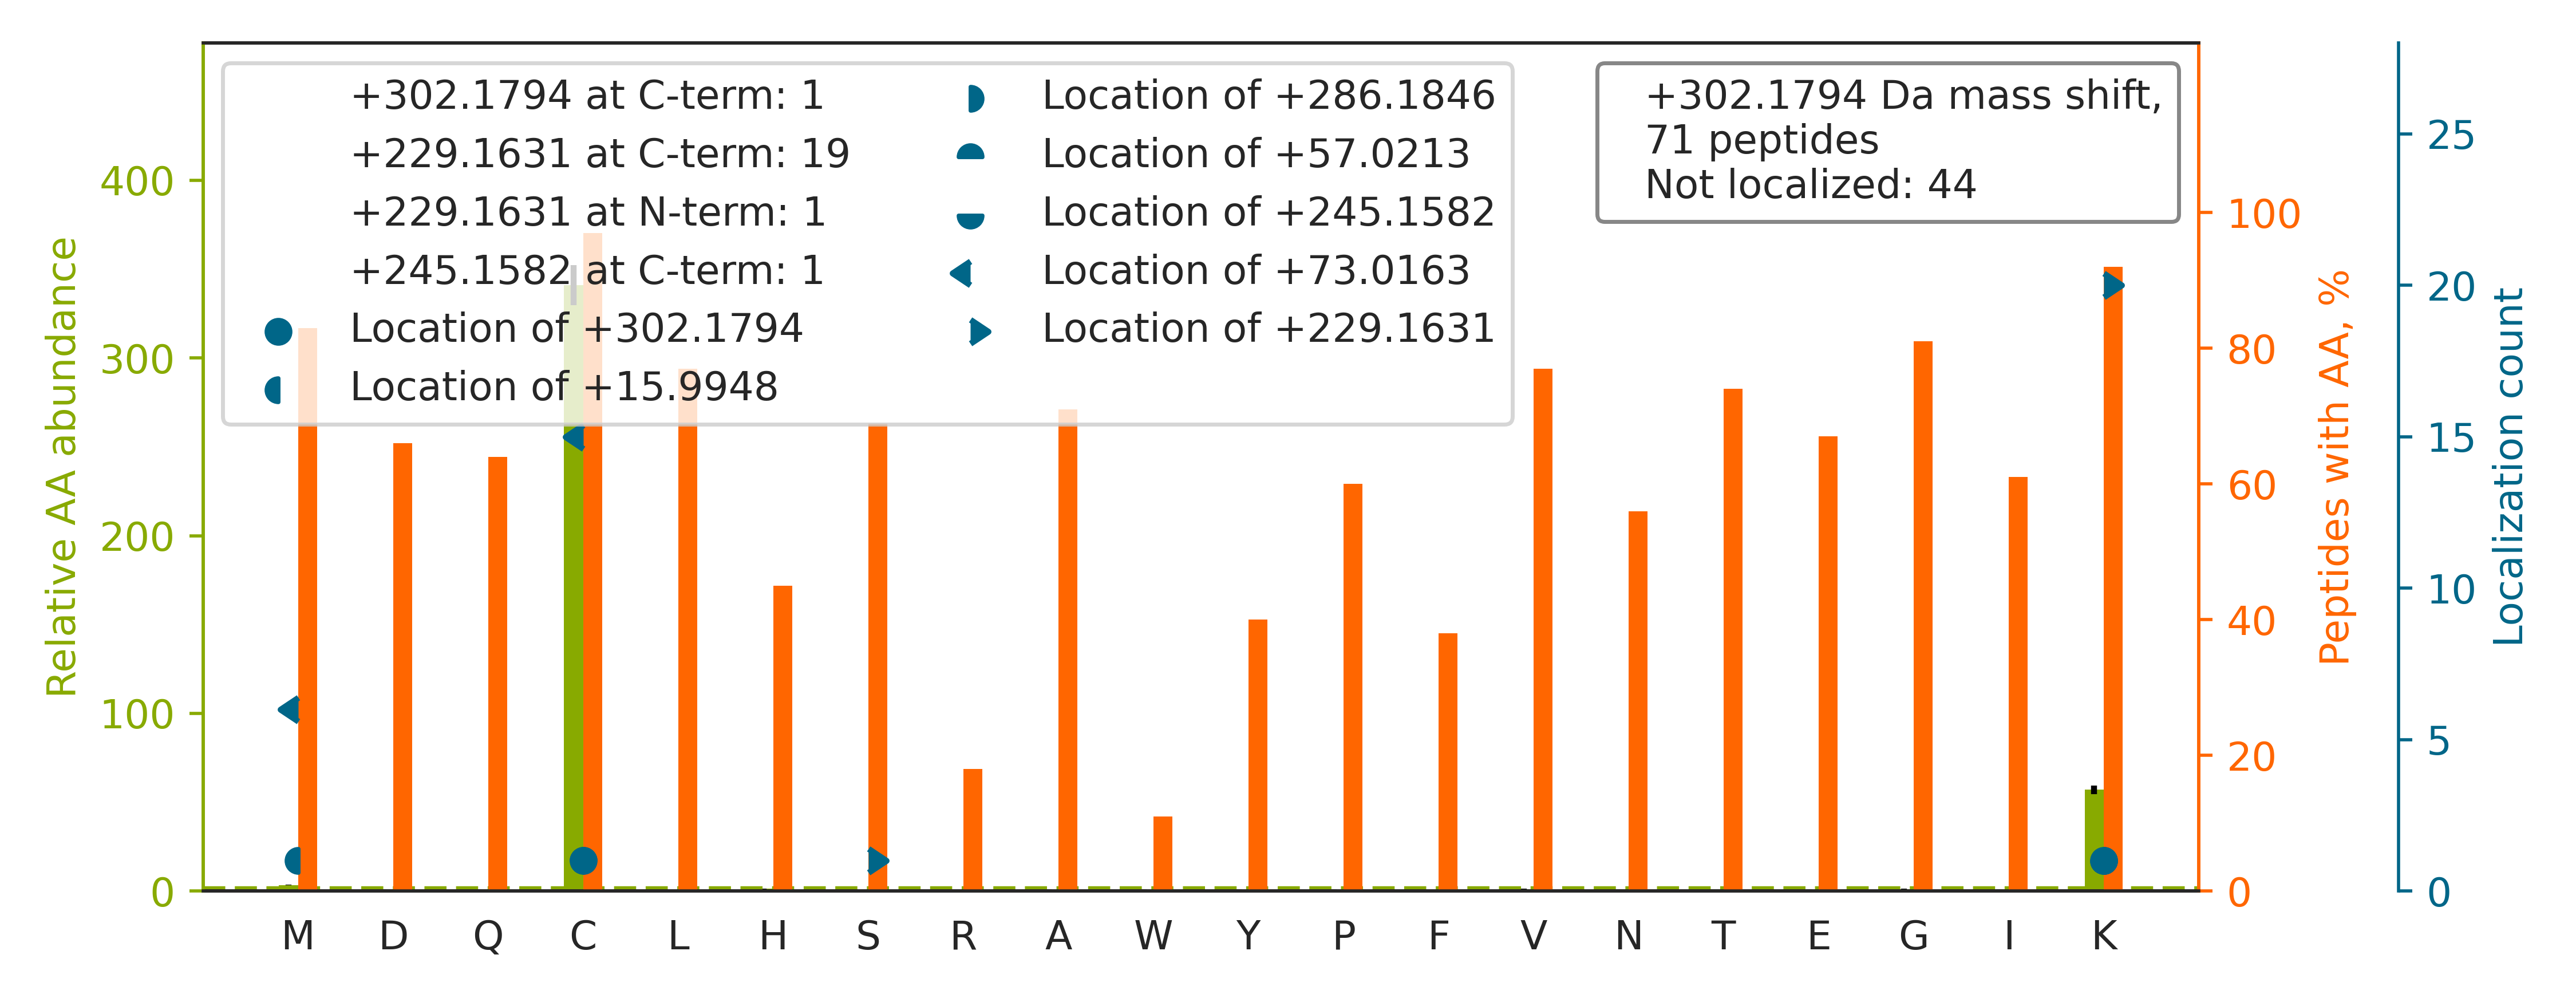 +302.1794 at C-term: 1
+229.1631 at C-term: 19
+229.1631 at N-term: 1
+245.1582 at C-term: 1
Location of +302.1794
Location of +15.9948
Location of +286.1846
Location of +57.0213
Location of +245.1582
Location of +73.0163
Location of +229.1631
+302.1794 Da mass shift,
71 peptides
Not localized: 44
Relative AA abundance
400
300
200
100
0
M D Q C L H S R A W Y P F V N T E G I K
100
80
60
40
20
0
Peptides with AA, %
25
20
15
10
5
0
Localization count